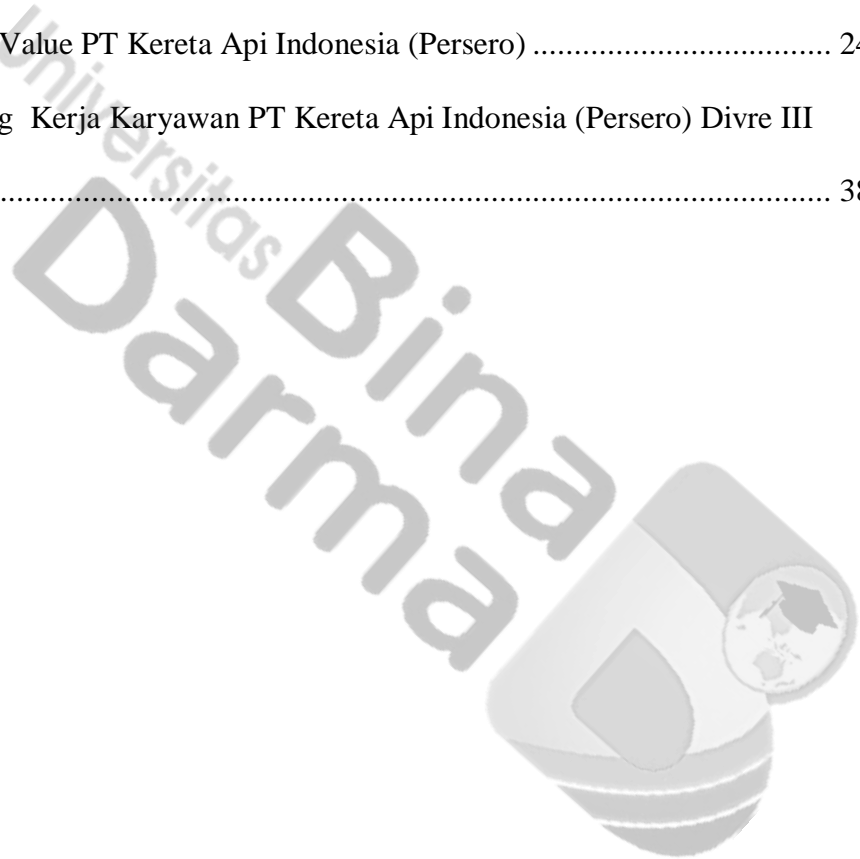 Value PT Kereta Api Indonesia (Persero) .................................. 24
g  Kerja Karyawan PT Kereta Api Indonesia (Persero) Divre III
............................................................................................... 38
Universitas
Bina
Darma